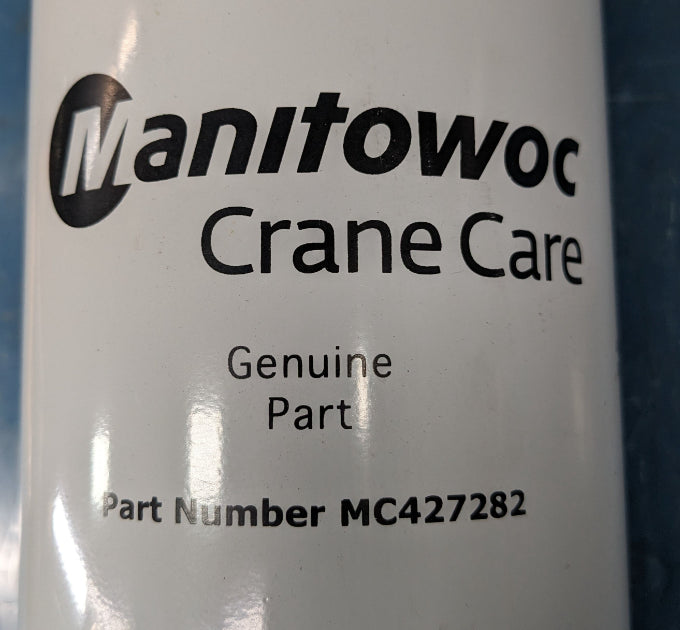 Manitowoc
Crane Care
Genuine
Part
Part Number MC427282